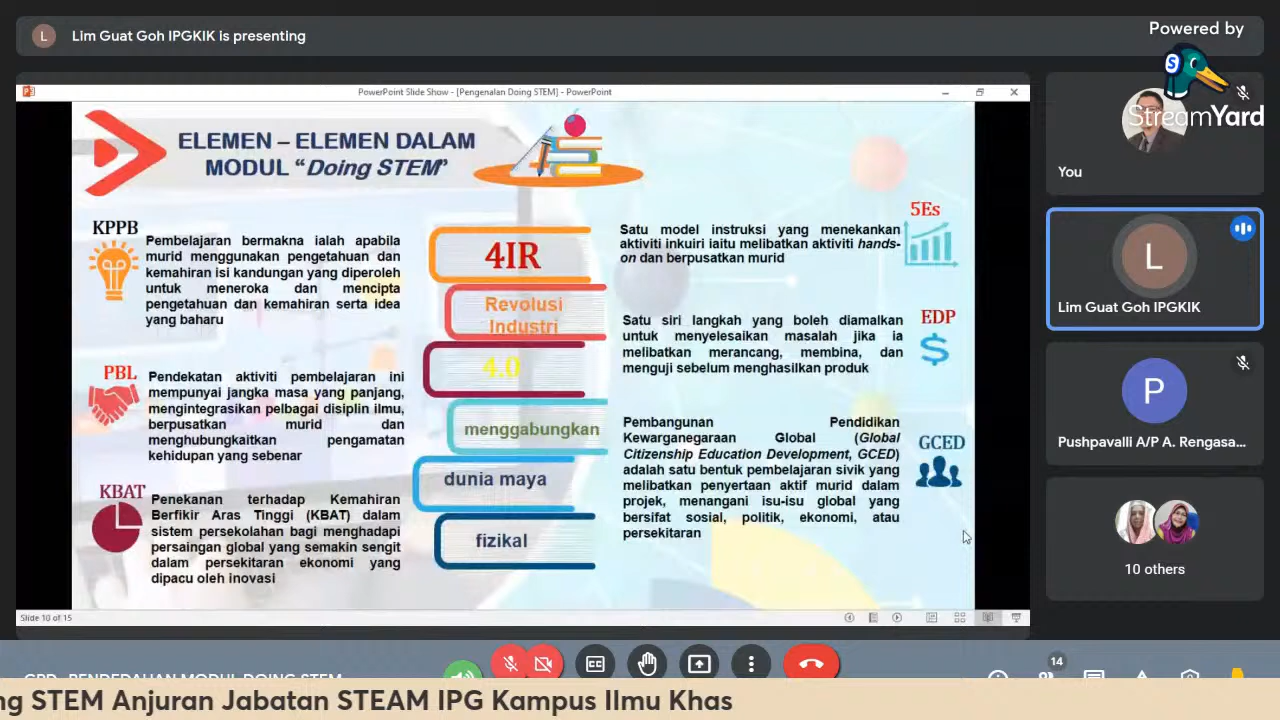 L Lim Guat Goh IPGKIK is presenting
Powered by
StreamYard
PowerPoint Slide Show - [Pengenalan Doing STEM] - PowerPoint
ELEMEN – ELEMEN DALAM
MODUL “Doing STEM”
KPPB
Pembelajaran bermakna ialah apabila
murid menggunakan pengetahuan dan
kemahiran isi kandungan yang diperoleh
untuk meneroka dan mencipta
pengetahuan dan kemahiran serta idea
yang baharu
PBL
Pendekatan aktiviti pembelajaran ini
mempunyai jangka masa yang panjang,
mengintegrasikan pelbagai disiplin ilmu,
berpusatkan murid dan
menghubungkaitkan pengamatan
kehidupan yang sebenar
KBAT
Penekanan terhadap Kemahiran
Berfikir Aras Tinggi (KBAT) dalam
sistem persekolahan bagi menghadapi
persaingan global yang semakin sengit
dalam persekitaran ekonomi yang
dipacu oleh inovasi
4IR
Revolusi
Industri
4.0
menggabungkan
dunia maya
fizikal
5Es
Satu model instruksi yang menekankan
aktiviti inkuiri iaitu melibatkan aktiviti hands-
on dan berpusatkan murid
EDP
Satu siri langkah yang boleh diamalkan
untuk menyelesaikan masalah jika ia
melibatkan merancang, membina, dan
menguji sebelum menghasilkan produk
$
GCED
Pembangunan Pendidikan
Kewarganegaraan Global (Global
Citizenship Education Development, GCED)
adalah satu bentuk pembelajaran sivik yang
melibatkan penyertaan aktif murid dalam
projek, menangani isu-isu global yang
bersifat sosial, politik, ekonomi, atau
persekitaran
Slide 10 of 15
S
You
L
Lim Guat Goh IPGKIK
P
Pushpavalli A/P A. Rengasa...
10 others
CC
14
ng STEM Anjuran Jabatan STEAM IPG Kampus Ilmu Khas